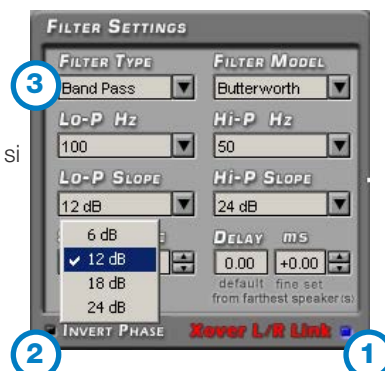 FILTER SETTINGS
FILTER TYPE FILTER MODEL
3 Band Pass Butterworth
LO-P HZ HI-P HZ
100 50
si
LO-P SLOPE HI-P SLOPE
12 dB 24 dB
6 dB
✓ 12 dB
18 dB
24 dB
DELAY ms
0.00 +0.00
default fine set
from farthest speaker(s)
INVERT PHASE Xover L/R Link
2 1